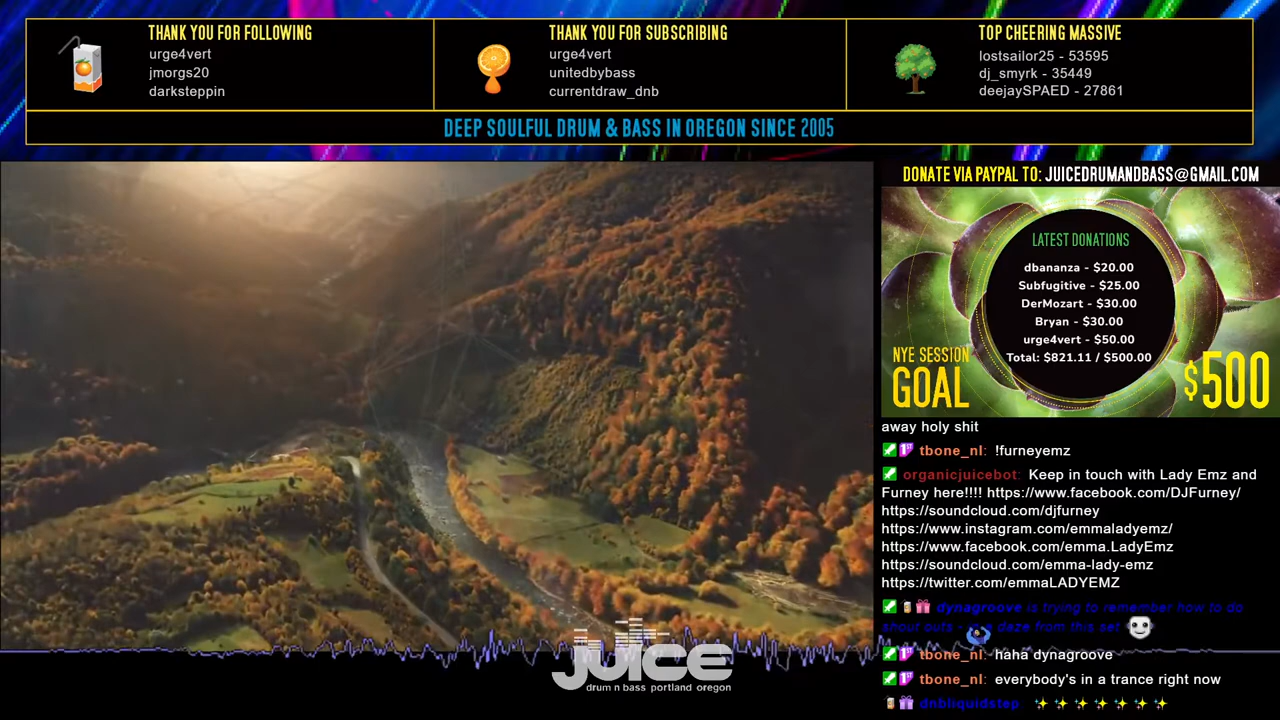 THANK YOU FOR FOLLOWING
urge4vert
jmorgs20
darksteppin
THANK YOU FOR SUBSCRIBING
urge4vert
unitedbybass
currentdraw_dnb
TOP CHEERING MASSIVE
lostsailor25 - 53595
dj_smyrk - 35449
deejaySPAED - 27861
DEEP SOULFUL DRUM & BASS IN OREGON SINCE 2005
DONATE VIA PAYPAL TO: JUICEDRUMANDBASS@GMAIL.COM
LATEST DONATIONS
dbananza - $20.00
Subfugitive - $25.00
DerMozart - $30.00
Bryan - $30.00
urge4vert - $50.00
Total: $821.11 / $500.00
NYE SESSION
GOAL
$500
away holy shit
tbone_nl: !furneyemz
organicjuicebot: Keep in touch with Lady Emz and
Furney here!!!! https://www.facebook.com/DJFurney/
https://soundcloud.com/djfurney
https://www.instagram.com/emmaladyemz/
https://www.facebook.com/emma.LadyEmz
https://soundcloud.com/emma-lady-emz
https://twitter.com/emmaLADYEMZ
dynagroove is trying to remember how to do
shout outs - daze from this set
tbone_nl: haha dynagroove
tbone_nl: everybody's in a trance right now
dnbliquidstep
juice
drum n bass portland oregon